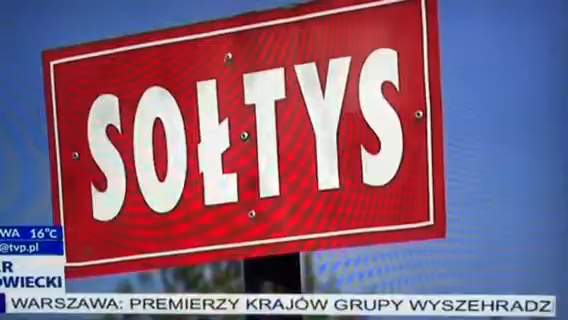 SOŁTYS
WA 16°C
@tvp.pl
R
OWIECKI
WARSZAWA: PREMIERZY KRAJÓW GRUPY WYSZEHRADZ